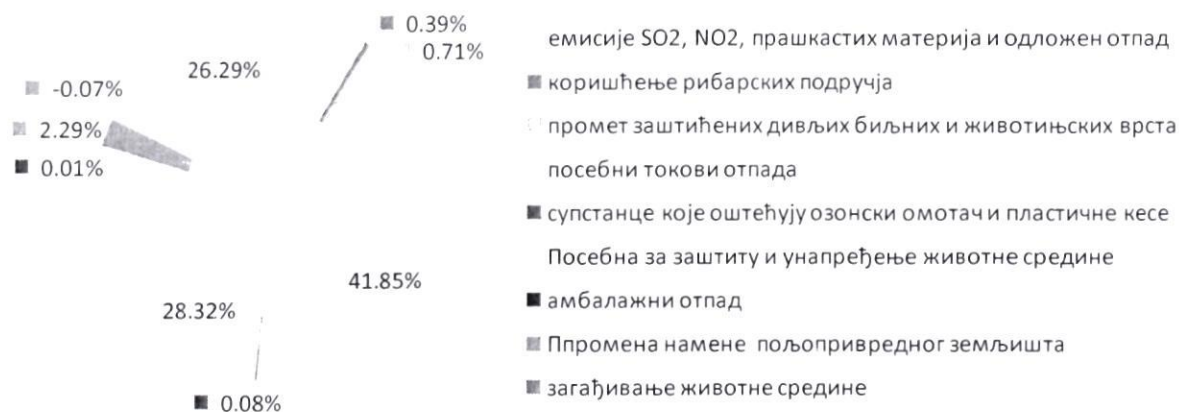 0.39%
0.71%
26.29%
-0.07%
2.29%
0.01%
41.85%
28.32%
0.08%
емисије SO2, NO2, прашкастих материја и одложен отпад
коришћење рибарских подручја
промет заштићених дивљих биљних и животињских врста
посебни токови отпада
супстанце које оштећују озонски омотач и пластичне кесе
Посебна за заштиту и унапређење животне средине
амбалажни отпад
Ппромена намене пољопривредног земљишта
загађивање животне средине